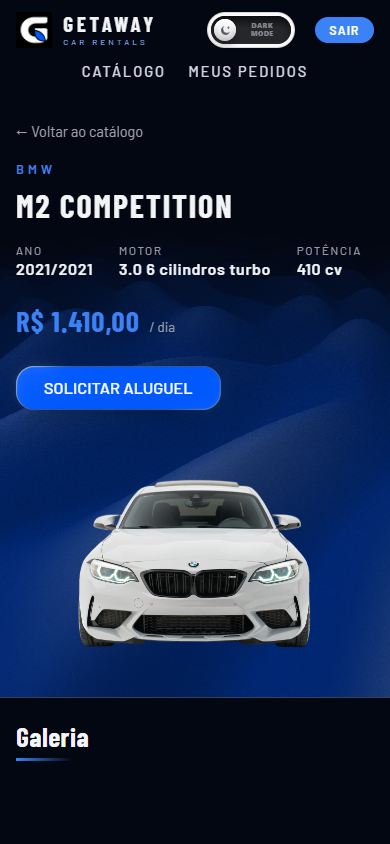 GETAWAY
CAR RENTALS
DARK
MODE
SAIR
CATÁLOGO MEUS PEDIDOS
← Voltar ao catálogo
BMW
M2 COMPETITION
ANO MOTOR POTÊNCIA
2021/2021 3.0 6 cilindros turbo 410 cv
R$ 1.410,00 / dia
SOLICITAR ALUGUEL
Galeria